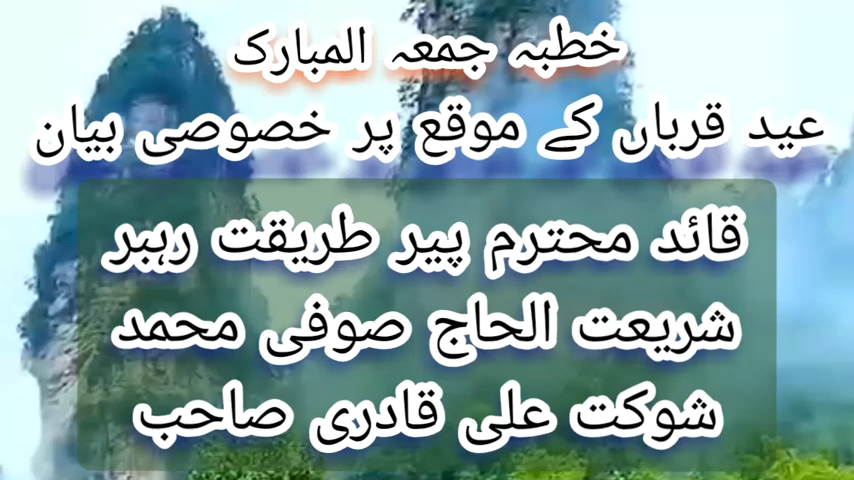 خطبہ جمعہ المبارک
عید قرباں کے موقع پر خصوصی بیان
قائد محترم پیر طریقت رہبر
شریعت الحاج صوفی محمد
شوکت علی قادری صاحب